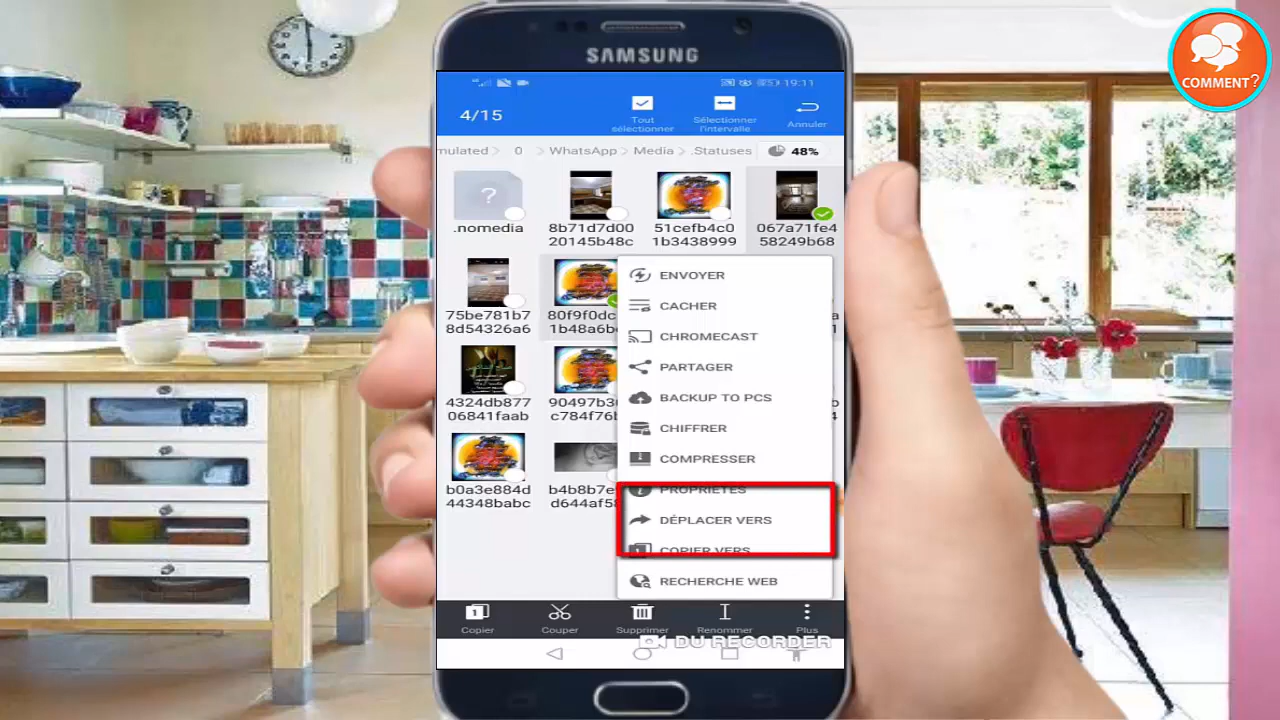 COMMENT?
SAMSUNG
19:11
4/15
Tout sélectionner
Sélectionner l'intervalle
Annuler
mulated > 0 > WhatsApp > Media > .Statuses
48%
?
.nomedia
8b71d7d00
20145b48c
51cefb4c0
1b3438999
067a71fe4
58249b68
75be781b7
8d54326a6
80f9f0dc
1b48a6b
4324db877
06841faab
90497b3
c784f76b
b0a3e884d
44348babc
b4b8b7e
d644af58
ENVOYER
CACHER
CHROMECAST
PARTAGER
BACKUP TO PCS
CHIFFRER
COMPRESSER
PROPRIÉTÉS
DÉPLACER VERS
COPIER VERS
RECHERCHE WEB
Copier
Couper
Supprimer
Renommer
Plus
DU RECORDER